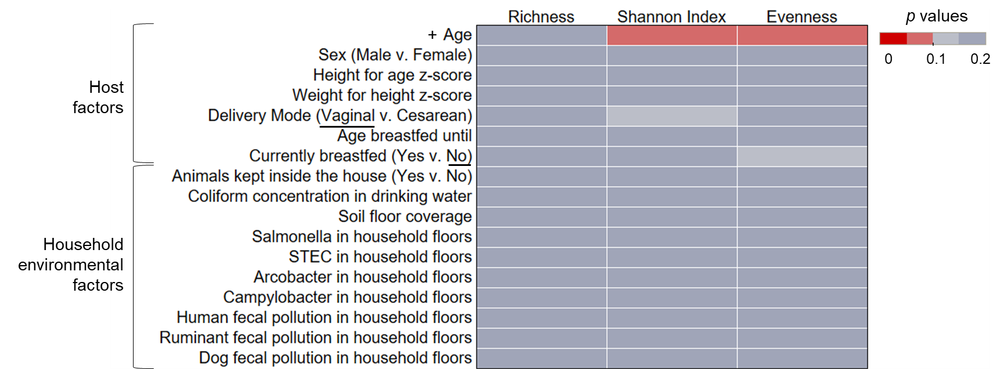 Richness Shannon Index Evenness
p values
0 0.1 0.2
Host
factors
+ Age
Sex (Male v. Female)
Height for age z-score
Weight for height z-score
Delivery Mode (Vaginal v. Cesarean)
Age breastfed until
Currently breastfed (Yes v. No)
Household
environmental
factors
Animals kept inside the house (Yes v. No)
Coliform concentration in drinking water
Soil floor coverage
Salmonella in household floors
STEC in household floors
Arcobacter in household floors
Campylobacter in household floors
Human fecal pollution in household floors
Ruminant fecal pollution in household floors
Dog fecal pollution in household floors